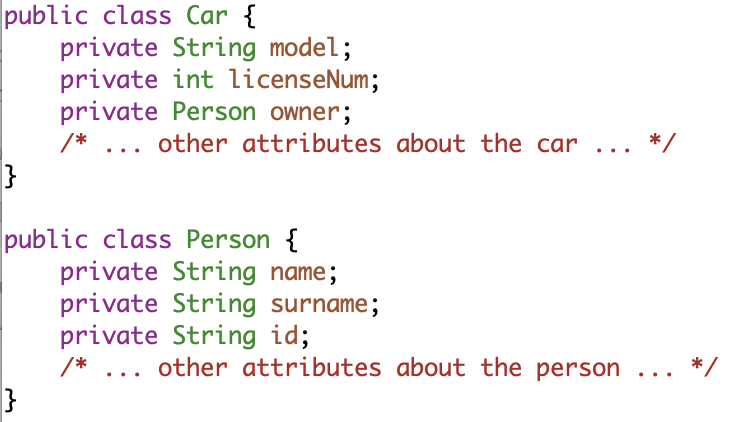 public class Car {
    private String model;
    private int licenseNum;
    private Person owner;
    /* ... other attributes about the car ... */
}

public class Person {
    private String name;
    private String surname;
    private String id;
    /* ... other attributes about the person ... */
}